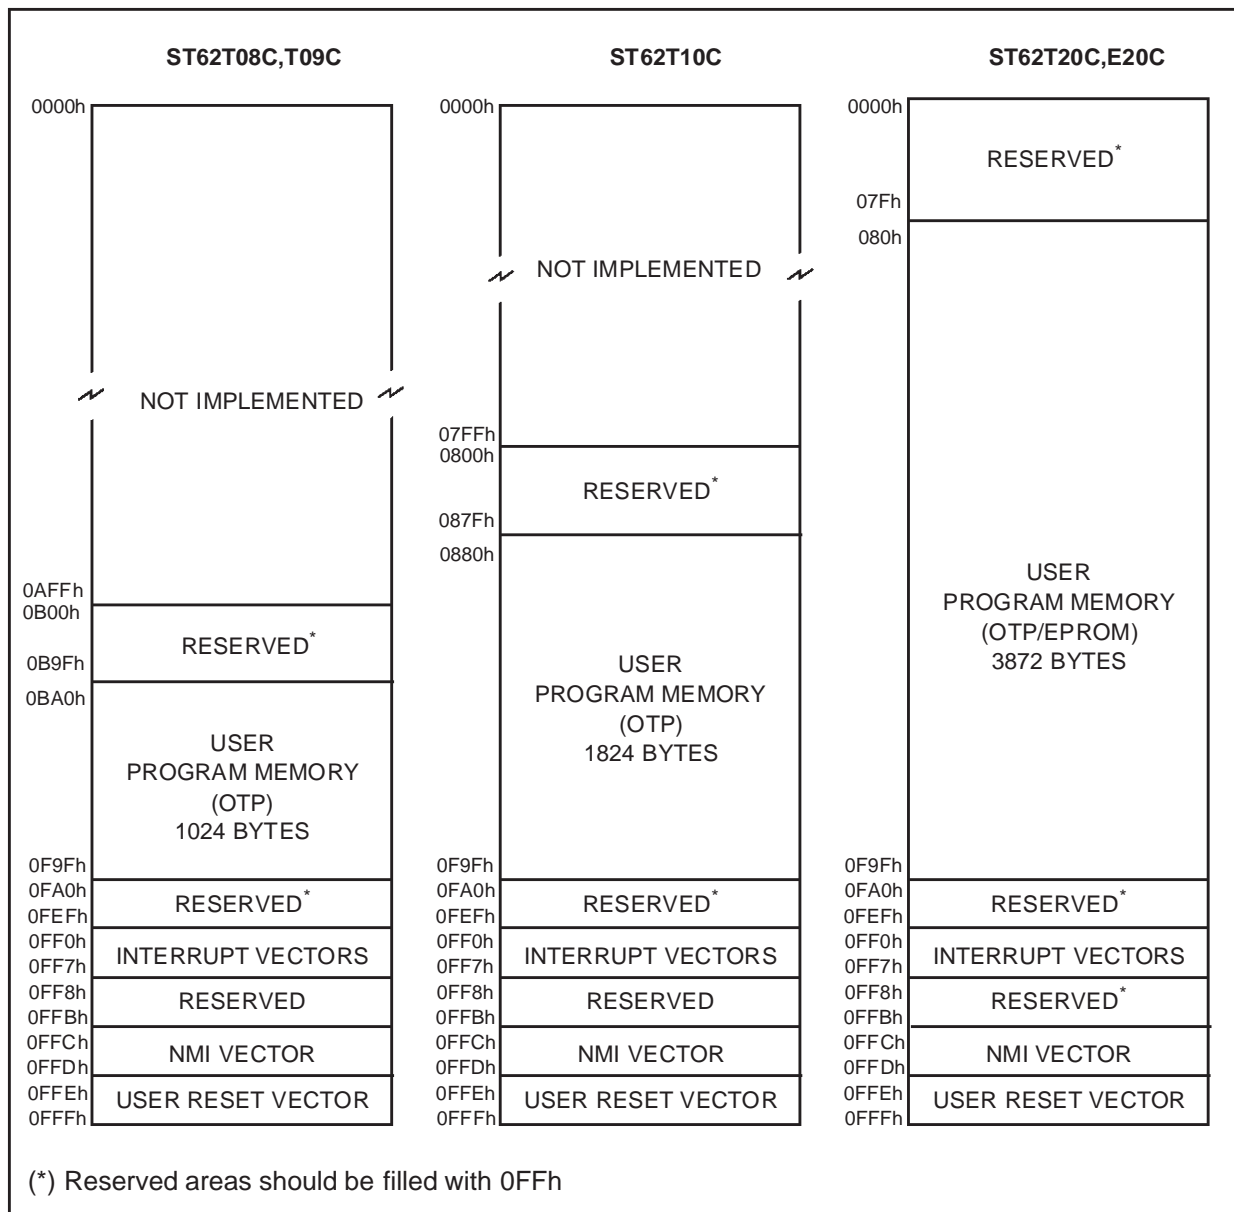 ST62T08C,T09C
0000h
NOT IMPLEMENTED
0AFFh
0B00h
RESERVED*
0B9Fh
0BA0h
USER
PROGRAM MEMORY
(OTP)
1024 BYTES
0F9Fh
0FA0h
RESERVED*
0FEFh
0FF0h
INTERRUPT VECTORS
0FF7h
0FF8h
RESERVED
0FFBh
0FFCh
NMI VECTOR
0FFDh
0FFEh
USER RESET VECTOR
0FFFh
ST62T10C
0000h
NOT IMPLEMENTED
07FFh
0800h
RESERVED*
087Fh
0880h
USER
PROGRAM MEMORY
(OTP)
1824 BYTES
0F9Fh
0FA0h
RESERVED*
0FEFh
0FF0h
INTERRUPT VECTORS
0FF7h
0FF8h
RESERVED
0FFBh
0FFCh
NMI VECTOR
0FFDh
0FFEh
USER RESET VECTOR
0FFFh
ST62T20C,E20C
0000h
RESERVED*
07Fh
080h
USER
PROGRAM MEMORY
(OTP/EPROM)
3872 BYTES
0F9Fh
0FA0h
RESERVED*
0FEFh
0FF0h
INTERRUPT VECTORS
0FF7h
0FF8h
RESERVED*
0FFBh
0FFCh
NMI VECTOR
0FFDh
0FFEh
USER RESET VECTOR
0FFFh
(*) Reserved areas should be filled with 0FFh